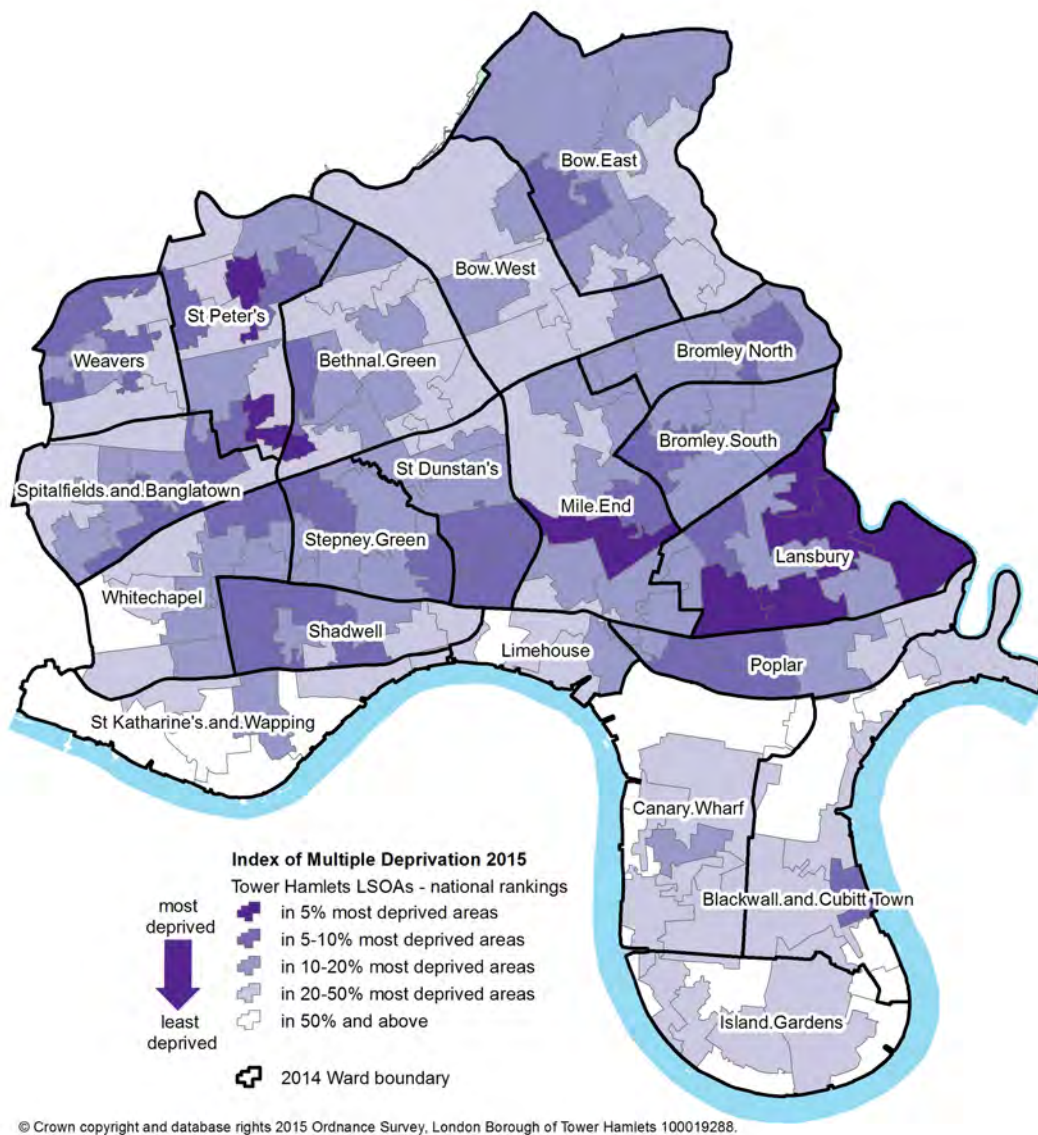 Bow.East
Bow.West
St Peter's
Weavers
Bethnal.Green
Bromley North
Bromley.South
St Dunstan's
Spitalfields.and.Banglatown
Mile.End
Stepney.Green
Lansbury
Whitechapel
Shadwell
Limehouse
Poplar
St Katharine's.and.Wapping
Canary.Wharf
Blackwall.and.Cubitt Town
Island.Gardens
Index of Multiple Deprivation 2015
Tower Hamlets LSOAs - national rankings
most
deprived
least
deprived
in 5% most deprived areas
in 5-10% most deprived areas
in 10-20% most deprived areas
in 20-50% most deprived areas
in 50% and above
2014 Ward boundary
© Crown copyright and database rights 2015 Ordnance Survey, London Borough of Tower Hamlets 100019288.